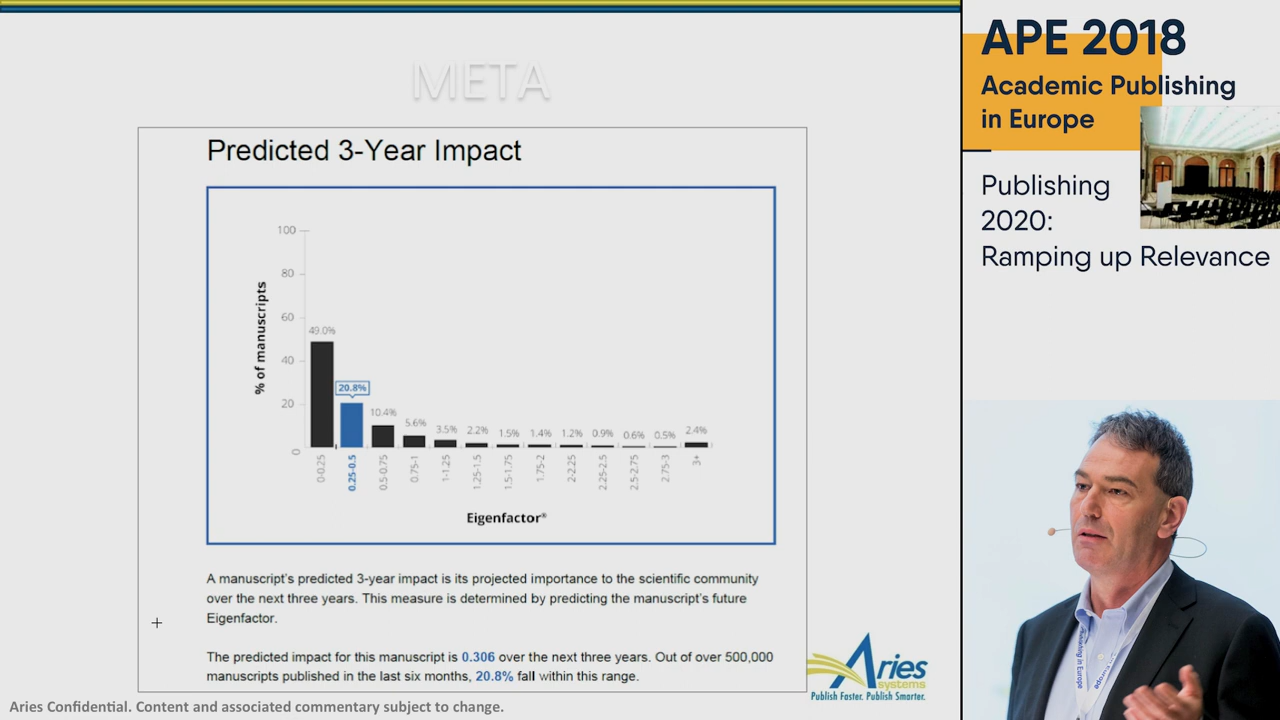 META
Predicted 3-Year Impact
% of manuscripts
100
80
60
40
20
0
49.0%
20.8%
10.4%
5.6%
3.5%
2.2%
1.5%
1.4%
1.2%
0.9%
0.6%
0.5%
2.4%
0-0.25
0.25-0.5
0.5-0.75
0.75-1
1-1.25
1.25-1.5
1.5-1.75
1.75-2
2-2.25
2.25-2.5
2.5-2.75
2.75-3
3+
Eigenfactor®
A manuscript's predicted 3-year impact is its projected importance to the scientific community
over the next three years. This measure is determined by predicting the manuscript's future
Eigenfactor.
The predicted impact for this manuscript is 0.306 over the next three years. Out of over 500,000
manuscripts published in the last six months, 20.8% fall within this range.
Aries
systems
Publish Faster. Publish Smarter.
Aries Confidential. Content and associated commentary subject to change.
APE 2018
Academic Publishing
in Europe
Publishing
2020:
Ramping up Relevance
Publishing in Europe